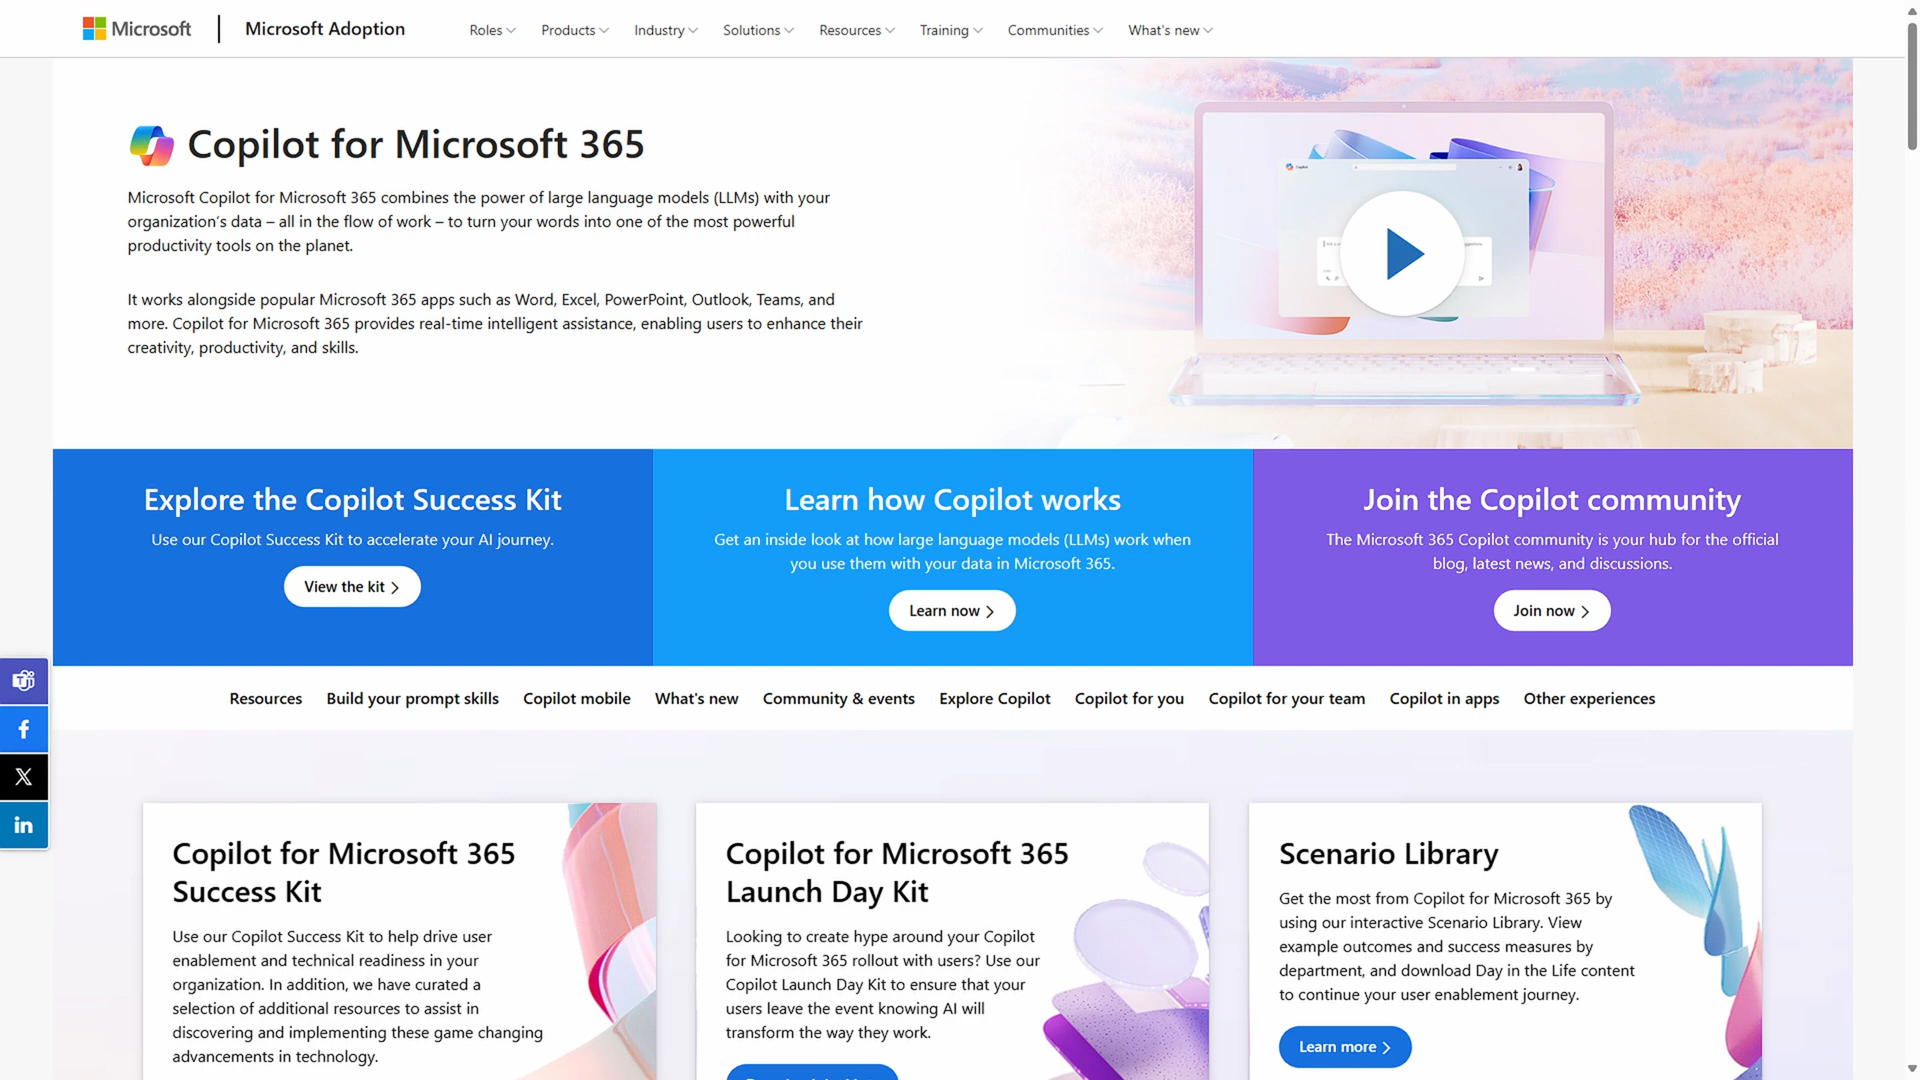 Microsoft
Microsoft Adoption
Roles
Products
Industry
Solutions
Resources
Training
Communities
What's new
Copilot for Microsoft 365
Microsoft Copilot for Microsoft 365 combines the power of large language models (LLMs) with your
organization's data – all in the flow of work – to turn your words into one of the most powerful
productivity tools on the planet.
It works alongside popular Microsoft 365 apps such as Word, Excel, PowerPoint, Outlook, Teams, and
more. Copilot for Microsoft 365 provides real-time intelligent assistance, enabling users to enhance their
creativity, productivity, and skills.
Copilot
Explore the Copilot Success Kit
Use our Copilot Success Kit to accelerate your AI journey.
View the kit
Learn how Copilot works
Get an inside look at how large language models (LLMs) work when
you use them with your data in Microsoft 365.
Learn now
Join the Copilot community
The Microsoft 365 Copilot community is your hub for the official
blog, latest news, and discussions.
Join now
Resources
Build your prompt skills
Copilot mobile
What's new
Community & events
Explore Copilot
Copilot for you
Copilot for your team
Copilot in apps
Other experiences
Copilot for Microsoft 365
Success Kit
Use our Copilot Success Kit to help drive user
enablement and technical readiness in your
organization. In addition, we have curated a
selection of additional resources to assist in
discovering and implementing these game changing
advancements in technology.
Copilot for Microsoft 365
Launch Day Kit
Looking to create hype around your Copilot
for Microsoft 365 rollout with users? Use our
Copilot Launch Day Kit to ensure that your
users leave the event knowing AI will
transform the way they work.
Scenario Library
Get the most from Copilot for Microsoft 365 by
using our interactive Scenario Library. View
example outcomes and success measures by
department, and download Day in the Life content
to continue your user enablement journey.
Learn more